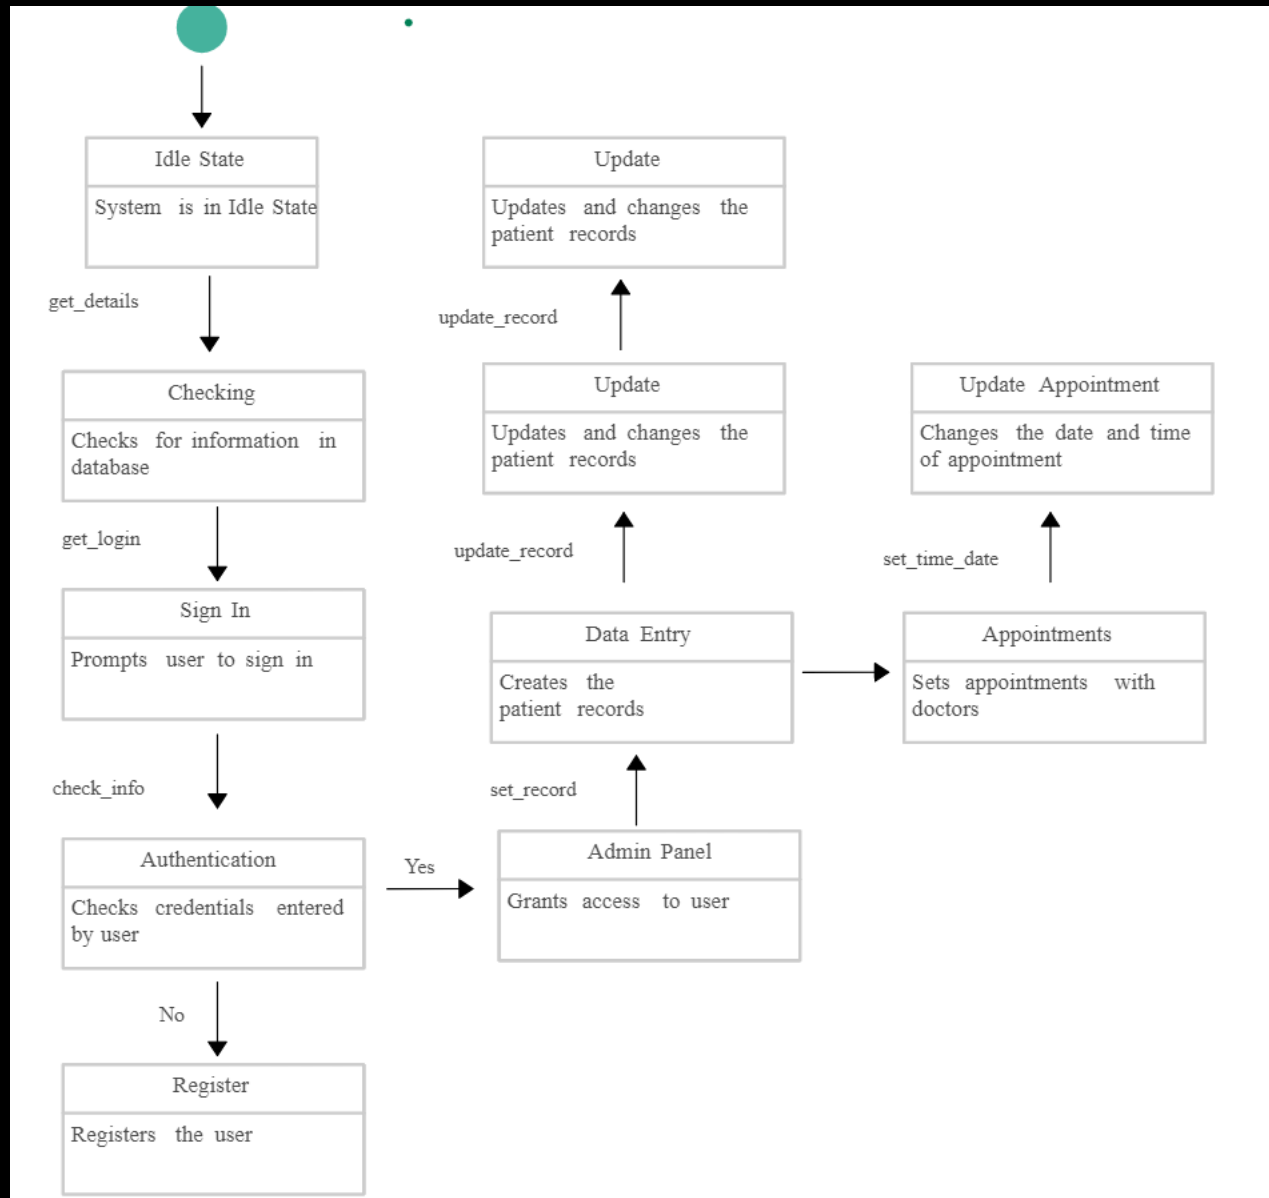 Idle State
System is in Idle State
get_details
Checking
Checks for information in
database
get_login
Sign In
Prompts user to sign in
check_info
Authentication
Checks credentials entered
by user
No
Register
Registers the user
Yes
Admin Panel
Grants access to user
set_record
Data Entry
Creates the
patient records
update_record
Update
Updates and changes the
patient records
update_record
Update
Updates and changes the
patient records
Appointments
Sets appointments with
doctors
set_time_date
Update Appointment
Changes the date and time
of appointment